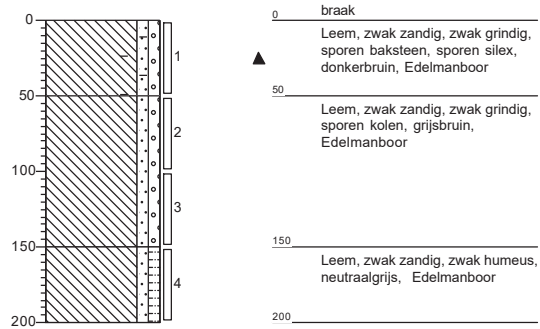 0
50
100
150
200
1
2
3
4
0
braak
Leem, zwak zandig, zwak grindig,
sporen baksteen, sporen silex,
donkerbruin, Edelmanboor
50
Leem, zwak zandig, zwak grindig,
sporen kolen, grijsbruin,
Edelmanboor
150
Leem, zwak zandig, zwak humeus,
neutraalgrijs, Edelmanboor
200